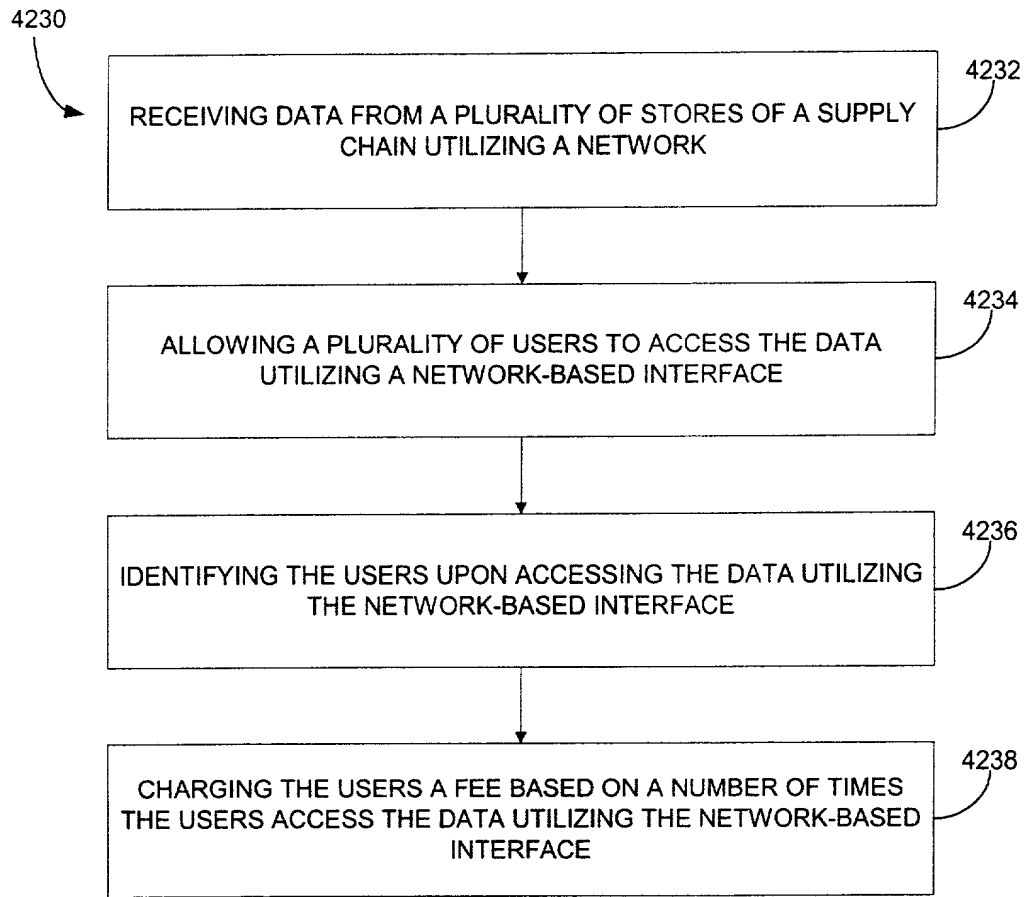 4230
4232
RECEIVING DATA FROM A PLURALITY OF STORES OF A SUPPLY
CHAIN UTILIZING A NETWORK
4234
ALLOWING A PLURALITY OF USERS TO ACCESS THE DATA
UTILIZING A NETWORK-BASED INTERFACE
4236
IDENTIFYING THE USERS UPON ACCESSING THE DATA UTILIZING
THE NETWORK-BASED INTERFACE
4238
CHARGING THE USERS A FEE BASED ON A NUMBER OF TIMES
THE USERS ACCESS THE DATA UTILIZING THE NETWORK-BASED
INTERFACE